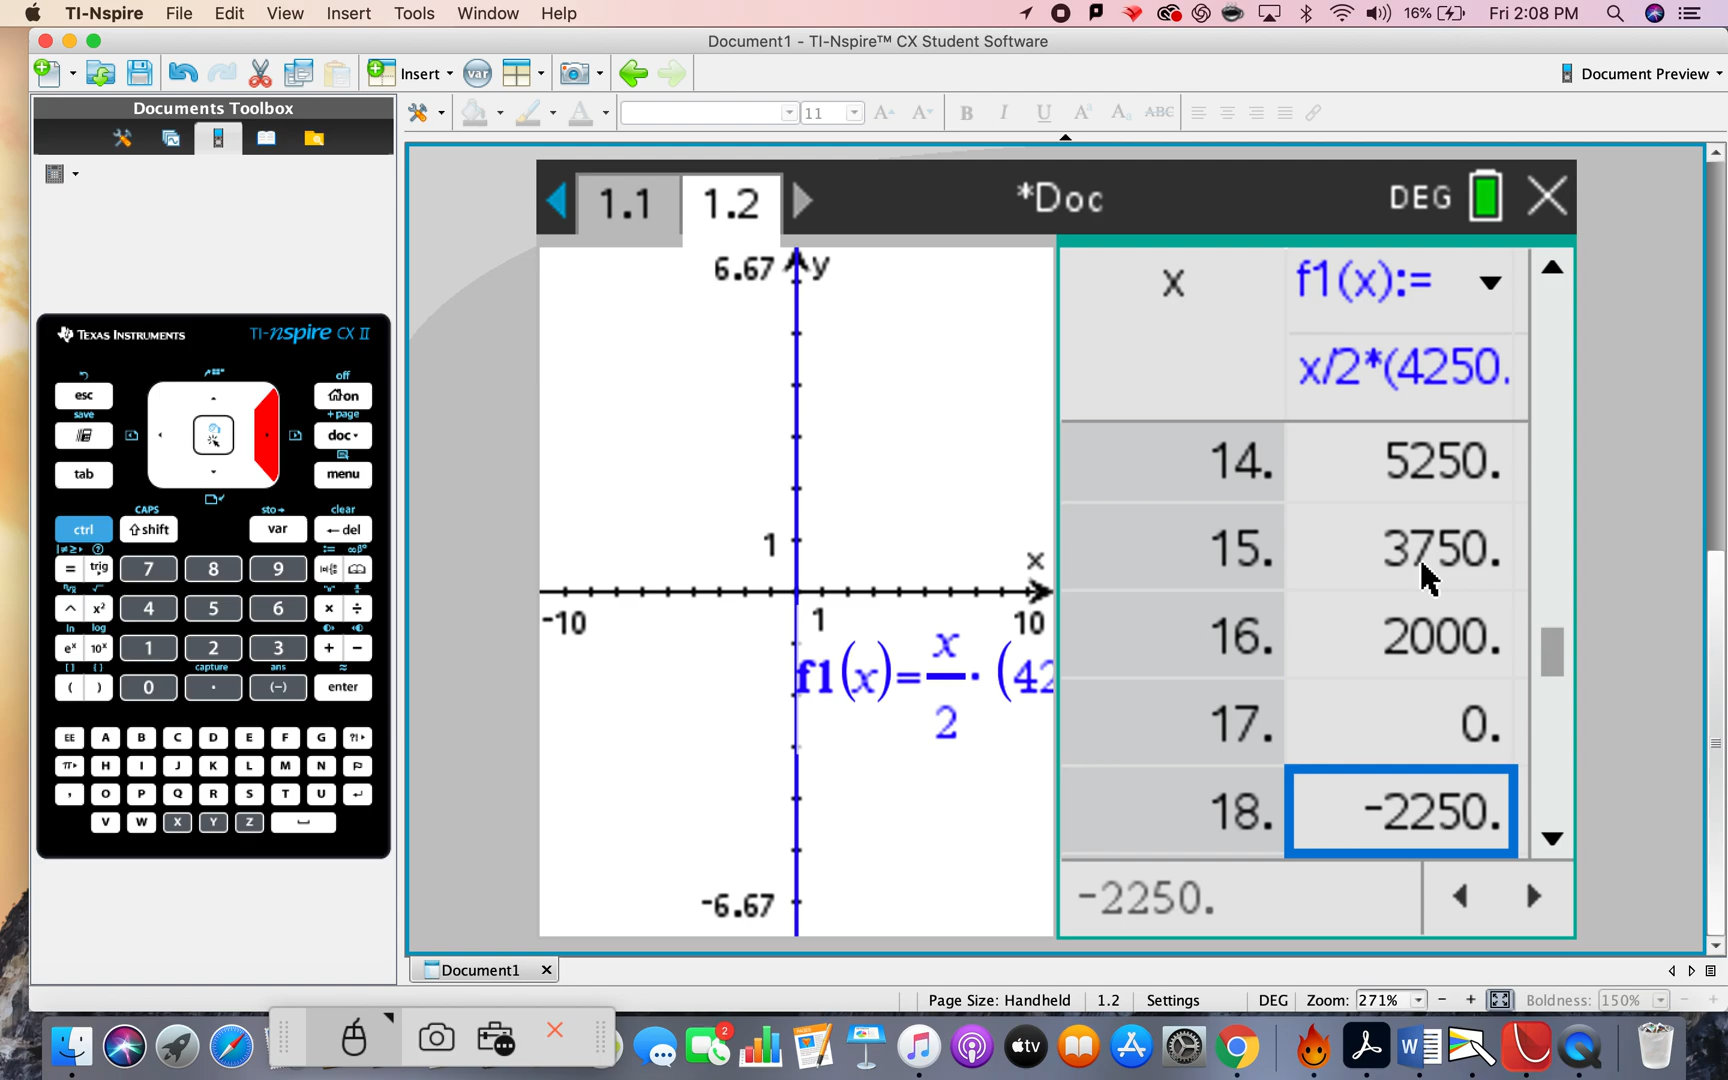 TI-Nspire File Edit View Insert Tools Window Help 16% Fri 2:08 PM
Document1 - TI-Nspire™ CX Student Software
Insert var Document Preview
Documents Toolbox
11 A A B I U A A ABC
1.1 1.2 *Doc DEG
6.67 y
x f1(x):=
x/2*(4250.
14. 5250.
15. 3750.
16. 2000.
17. 0.
18. -2250.
-2250.
1 x
-10 1 10
f1(x)=x/2·(42
-6.67
TEXAS INSTRUMENTS TI-nspire CX II
off
esc on
save +page
doc
tab menu
CAPS sto→ clear
ctrl shift var ←del
= trig 7 8 9
^ x² 4 5 6 × ÷
ln log
eˣ 10ˣ 1 2 3 + −
capture ans ≈
( ) 0 . (−) enter
EE A B C D E F G ?!▸
π▸ H I J K L M N
, O P Q R S T U
V W X Y Z
Document1
Page Size: Handheld 1.2 Settings DEG Zoom: 271% − + Boldness: 150% − +
2
tv
W